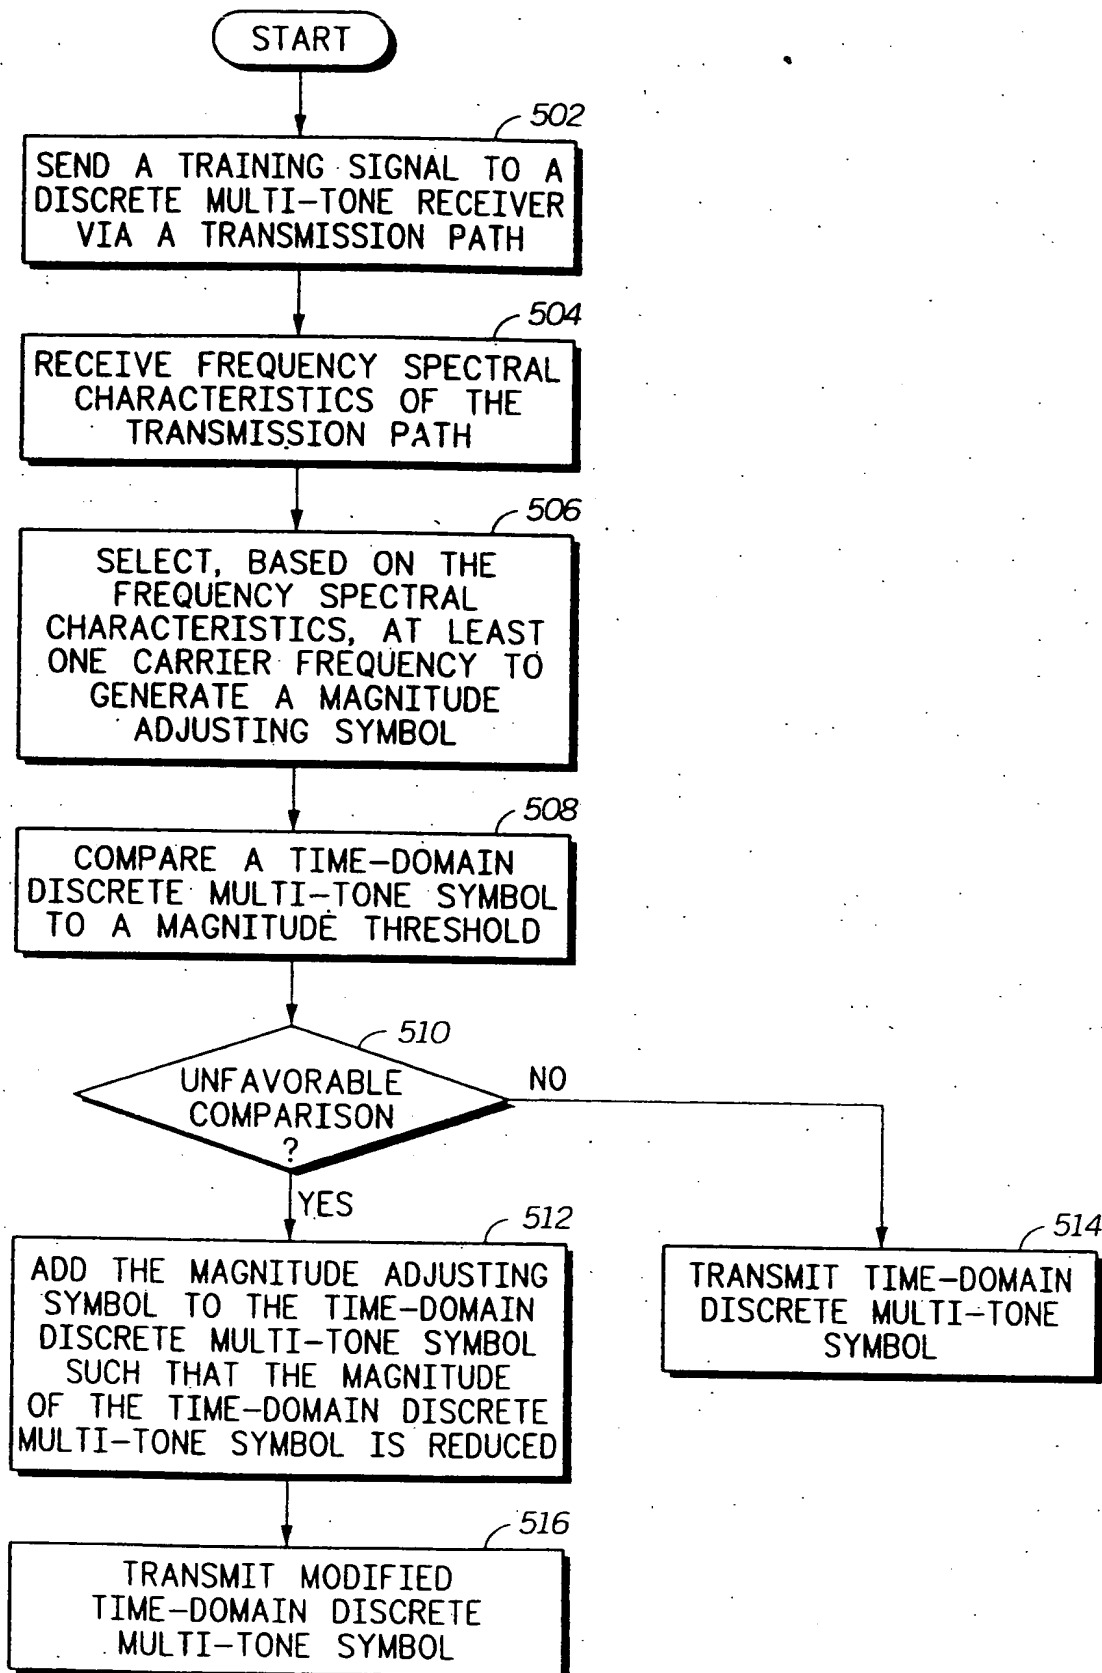 START
502
SEND A TRAINING SIGNAL TO A
DISCRETE MULTI-TONE RECEIVER
VIA A TRANSMISSION PATH
504
RECEIVE FREQUENCY SPECTRAL
CHARACTERISTICS OF THE
TRANSMISSION PATH
506
SELECT, BASED ON THE
FREQUENCY SPECTRAL
CHARACTERISTICS, AT LEAST
ONE CARRIER FREQUENCY TO
GENERATE A MAGNITUDE
ADJUSTING SYMBOL
508
COMPARE A TIME-DOMAIN
DISCRETE MULTI-TONE SYMBOL
TO A MAGNITUDE THRESHOLD
510
UNFAVORABLE
COMPARISON
?
NO
YES
512
ADD THE MAGNITUDE ADJUSTING
SYMBOL TO THE TIME-DOMAIN
DISCRETE MULTI-TONE SYMBOL
SUCH THAT THE MAGNITUDE
OF THE TIME-DOMAIN DISCRETE
MULTI-TONE SYMBOL IS REDUCED
514
TRANSMIT TIME-DOMAIN
DISCRETE MULTI-TONE
SYMBOL
516
TRANSMIT MODIFIED
TIME-DOMAIN DISCRETE
MULTI-TONE SYMBOL